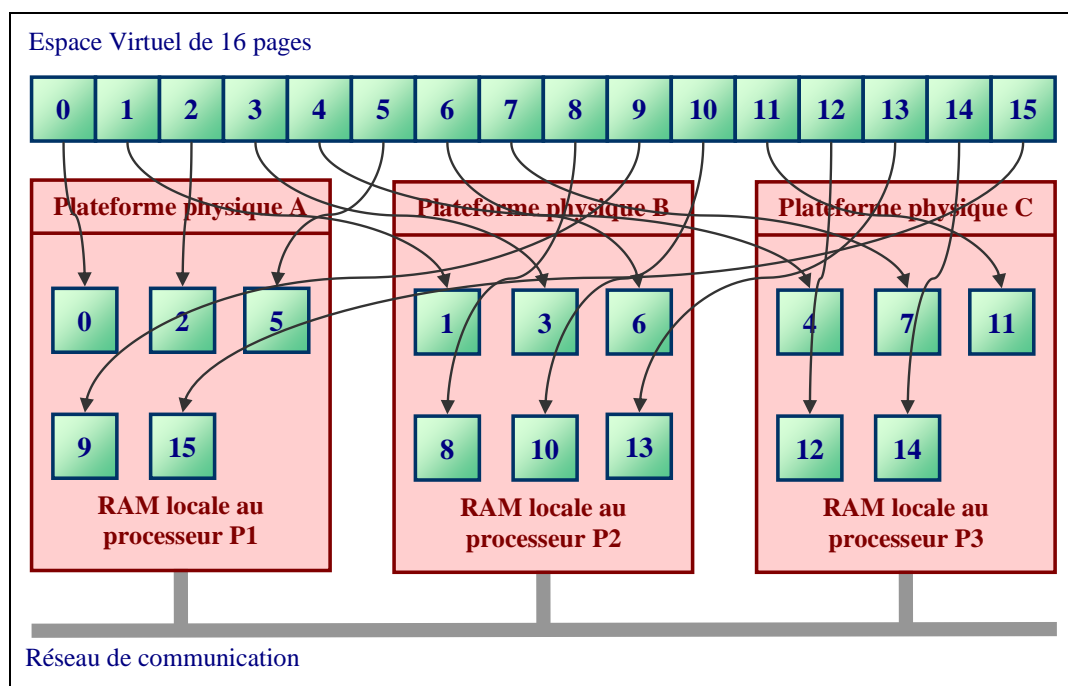 Espace Virtuel de 16 pages
0 1 2 3 4 5 6 7 8 9 10 11 12 13 14 15
Plateforme physique A
0 2 5
9 15
RAM locale au
processeur P1
Plateforme physique B
1 3 6
8 10 13
RAM locale au
processeur P2
Plateforme physique C
4 7 11
12 14
RAM locale au
processeur P3
Réseau de communication